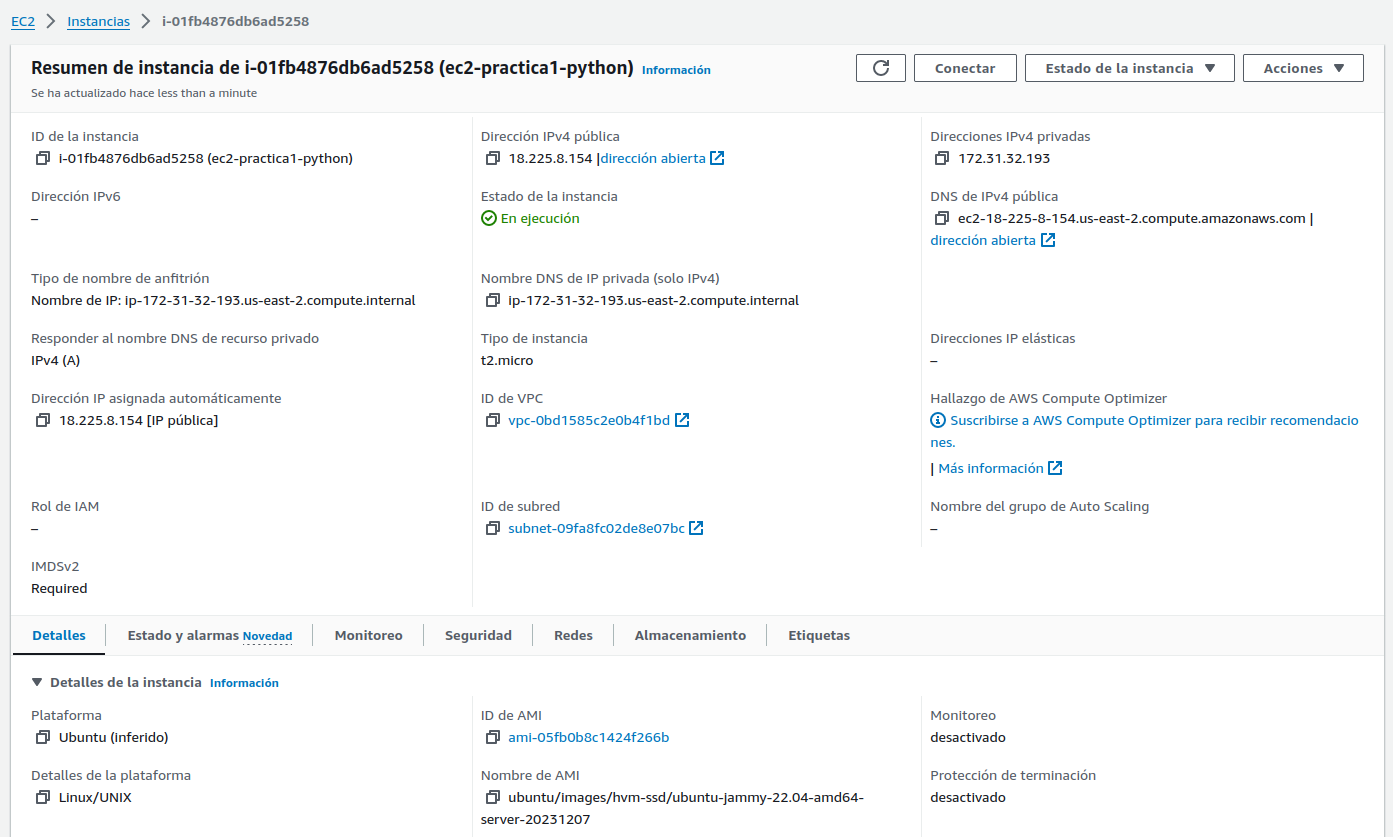 EC2 > Instancias > i-01fb4876db6ad5258
Resumen de instancia de i-01fb4876db6ad5258 (ec2-practica1-python) Información
Conectar
Estado de la instancia
Acciones
Se ha actualizado hace less than a minute
ID de la instancia
i-01fb4876db6ad5258 (ec2-practica1-python)
Dirección IPv4 pública
18.225.8.154 |dirección abierta
Direcciones IPv4 privadas
172.31.32.193
Dirección IPv6
–
Estado de la instancia
En ejecución
DNS de IPv4 pública
ec2-18-225-8-154.us-east-2.compute.amazonaws.com |
dirección abierta
Tipo de nombre de anfitrión
Nombre de IP: ip-172-31-32-193.us-east-2.compute.internal
Nombre DNS de IP privada (solo IPv4)
ip-172-31-32-193.us-east-2.compute.internal
Responder al nombre DNS de recurso privado
IPv4 (A)
Tipo de instancia
t2.micro
Direcciones IP elásticas
–
Dirección IP asignada automáticamente
18.225.8.154 [IP pública]
ID de VPC
vpc-0bd1585c2e0b4f1bd
Hallazgo de AWS Compute Optimizer
Suscribirse a AWS Compute Optimizer para recibir recomendacio
nes.
| Más información
Rol de IAM
–
ID de subred
subnet-09fa8fc02de8e07bc
Nombre del grupo de Auto Scaling
–
IMDSv2
Required
Detalles
Estado y alarmas Novedad
Monitoreo
Seguridad
Redes
Almacenamiento
Etiquetas
Detalles de la instancia Información
Plataforma
Ubuntu (inferido)
ID de AMI
ami-05fb0b8c1424f266b
Monitoreo
desactivado
Detalles de la plataforma
Linux/UNIX
Nombre de AMI
ubuntu/images/hvm-ssd/ubuntu-jammy-22.04-amd64-
server-20231207
Protección de terminación
desactivado